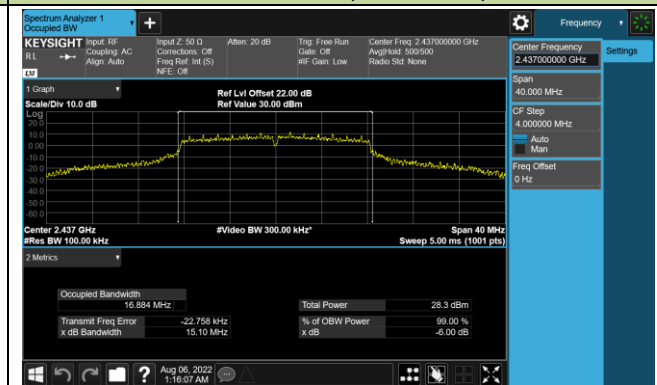 Spectrum Analyzer 1
Occupied BW
+
Frequency
KEYSIGHT
RL
LXI
Input: RF
Coupling: AC
Align: Auto
Input Z: 50 Ω
Corrections: Off
Freq Ref: Int (S)
NFE: Off
Atten: 20 dB
Trig: Free Run
Gate: Off
#IF Gain: Low
Center Freq: 2.437000000 GHz
Avg|Hold: 500/500
Radio Std: None
Center Frequency
2.437000000 GHz
Settings
Span
40.000 MHz
CF Step
4.000000 MHz
Auto
Man
Freq Offset
0 Hz
1 Graph
Scale/Div 10.0 dB
Ref Lvl Offset 22.00 dB
Ref Value 30.00 dBm
Log
20.0
10.0
0.00
-10.0
-20.0
-30.0
-40.0
-50.0
-60.0
Center 2.437 GHz
#Res BW 100.00 kHz
#Video BW 300.00 kHz*
Span 40 MHz
Sweep 5.00 ms (1001 pts)
2 Metrics
Occupied Bandwidth
16.884 MHz
Total Power 28.3 dBm
Transmit Freq Error -22.758 kHz
% of OBW Power 99.00 %
x dB Bandwidth 15.10 MHz
x dB -6.00 dB
?
Aug 06, 2022
1:16:07 AM